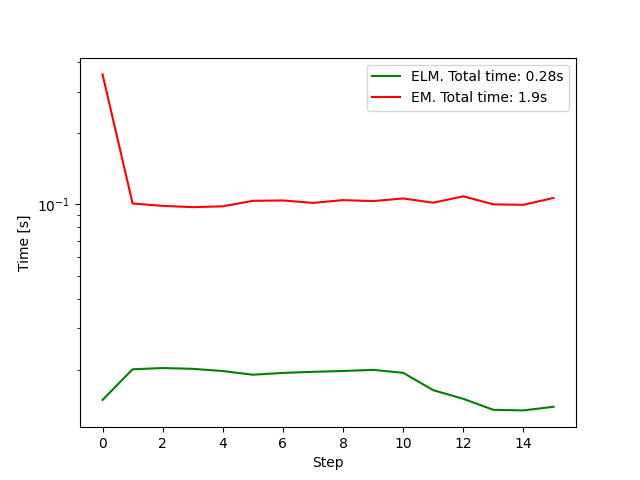 ELM. Total time: 0.28s
EM. Total time: 1.9s
Time [s]
10⁻¹
0 2 4 6 8 10 12 14
Step